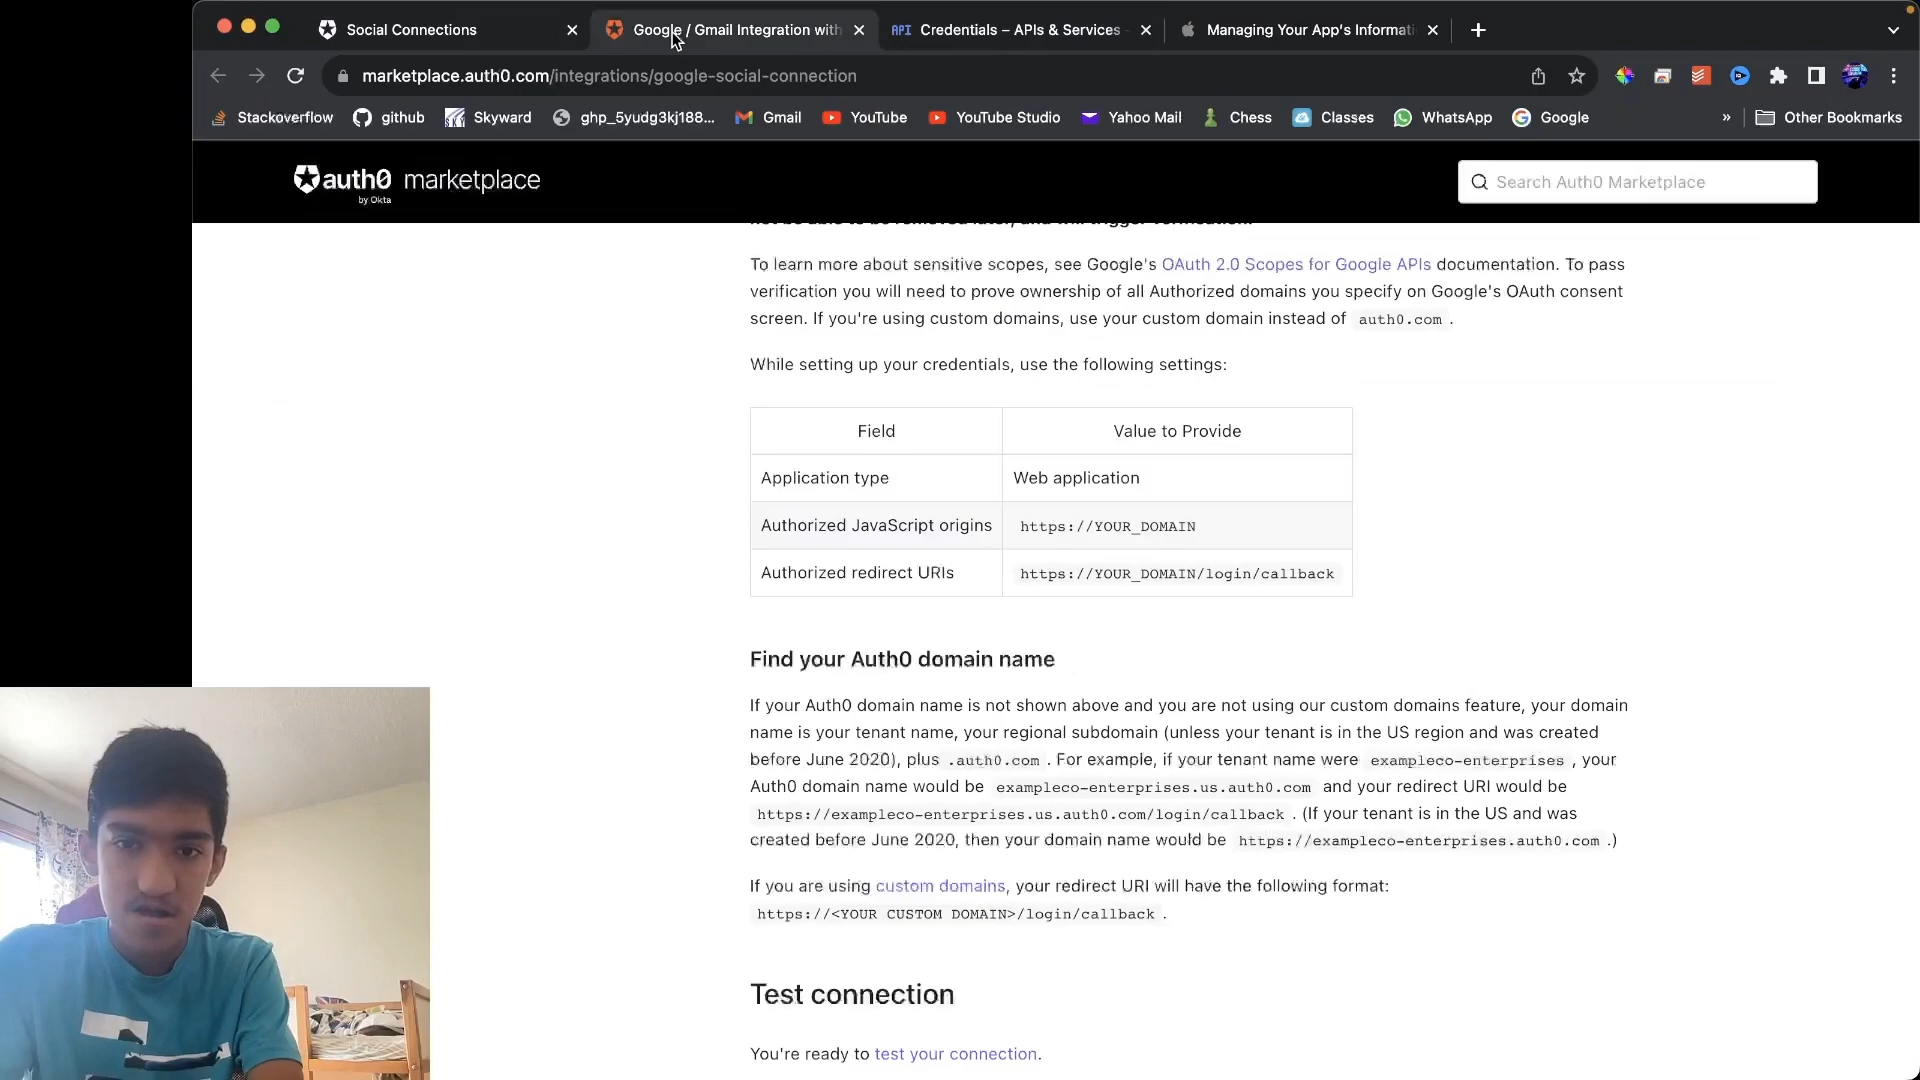 Social Connections
Google / Gmail Integration with
API Credentials – APIs & Services
Managing Your App's Informati
marketplace.auth0.com/integrations/google-social-connection
Stackoverflow github Skyward ghp_5yudg3kj188... Gmail YouTube YouTube Studio Yahoo Mail Chess Classes WhatsApp Google » Other Bookmarks
auth0 marketplace
by Okta
Search Auth0 Marketplace
To learn more about sensitive scopes, see Google's OAuth 2.0 Scopes for Google APIs documentation. To pass
verification you will need to prove ownership of all Authorized domains you specify on Google's OAuth consent
screen. If you're using custom domains, use your custom domain instead of auth0.com .
While setting up your credentials, use the following settings:
Field Value to Provide
Application type Web application
Authorized JavaScript origins https://YOUR_DOMAIN
Authorized redirect URIs https://YOUR_DOMAIN/login/callback
Find your Auth0 domain name
If your Auth0 domain name is not shown above and you are not using our custom domains feature, your domain
name is your tenant name, your regional subdomain (unless your tenant is in the US region and was created
before June 2020), plus .auth0.com . For example, if your tenant name were exampleco-enterprises , your
Auth0 domain name would be exampleco-enterprises.us.auth0.com and your redirect URI would be
https://exampleco-enterprises.us.auth0.com/login/callback . (If your tenant is in the US and was
created before June 2020, then your domain name would be https://exampleco-enterprises.auth0.com .)
If you are using custom domains, your redirect URI will have the following format:
https://<YOUR CUSTOM DOMAIN>/login/callback .
Test connection
You're ready to test your connection.